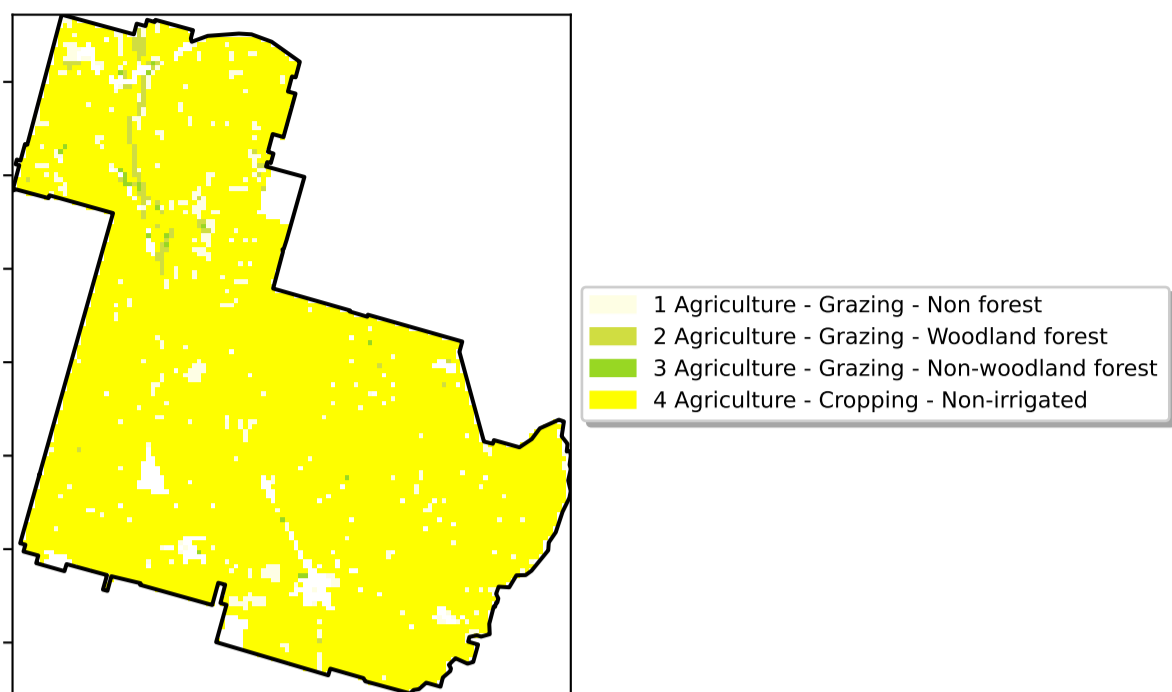 1 Agriculture - Grazing - Non forest
2 Agriculture - Grazing - Woodland forest
3 Agriculture - Grazing - Non-woodland forest
4 Agriculture - Cropping - Non-irrigated